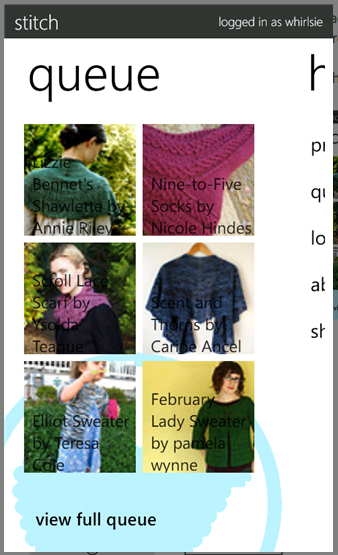 stitch
logged in as whirlsie
queue
h
Lizzie
Bennet's
Shawlette by
Annie Riley
Nine-to-Five
Socks by
Nicole Hindes
Scroll Lace
Scarf by
Ysolda
Teague
Scent and
Thorns by
Carine Ancel
Elliot Sweater
by Teresa
Cole
February
Lady Sweater
by pamela
wynne
view full queue
pr
qu
lo
ab
sh